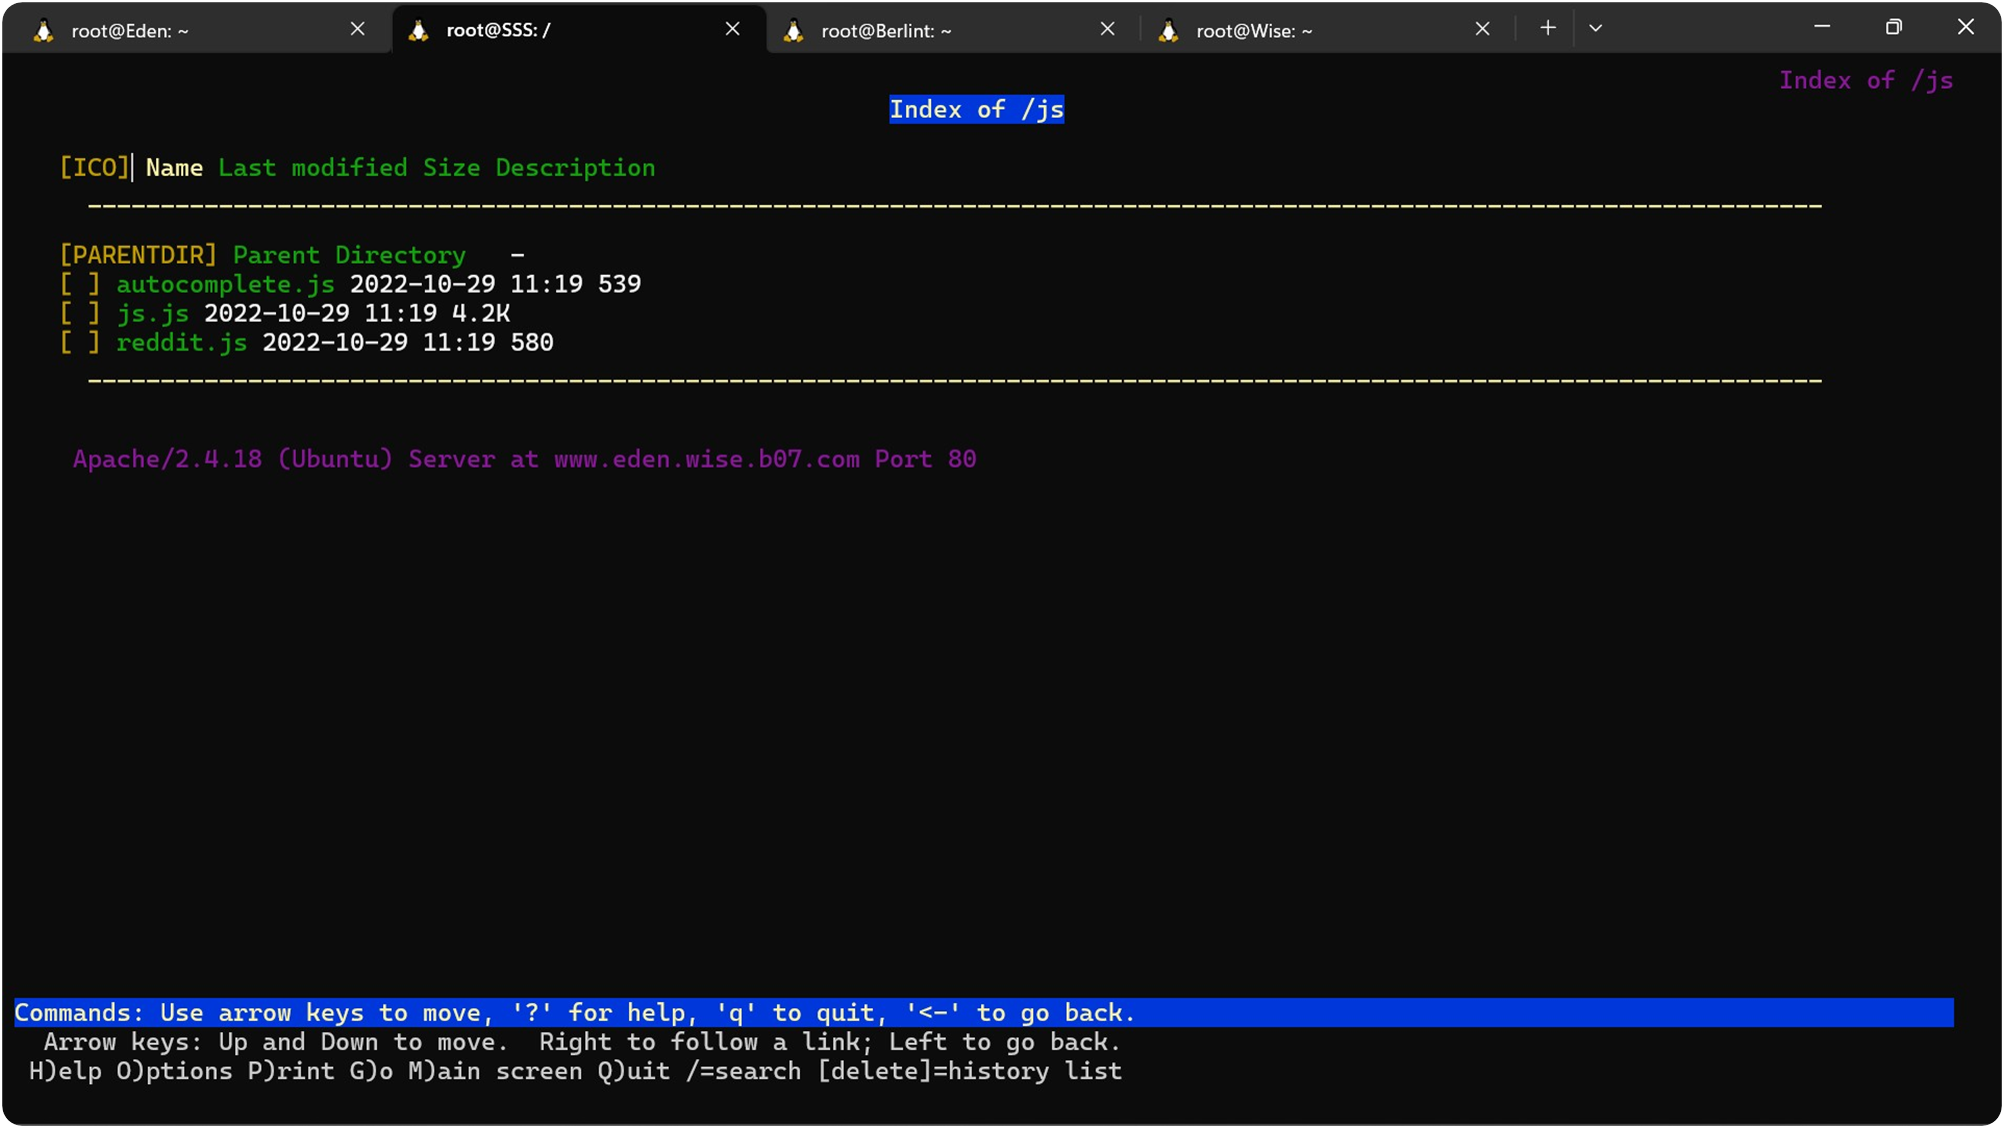 root@Eden: ~ root@SSS: / root@Berlint: ~ root@Wise: ~
Index of /js
Index of /js
[ICO] Name Last modified Size Description
[PARENTDIR] Parent Directory -
[ ] autocomplete.js 2022-10-29 11:19 539
[ ] js.js 2022-10-29 11:19 4.2K
[ ] reddit.js 2022-10-29 11:19 580
Apache/2.4.18 (Ubuntu) Server at www.eden.wise.b07.com Port 80
Commands: Use arrow keys to move, '?' for help, 'q' to quit, '<-' to go back.
Arrow keys: Up and Down to move. Right to follow a link; Left to go back.
H)elp O)ptions P)rint G)o M)ain screen Q)uit /=search [delete]=history list